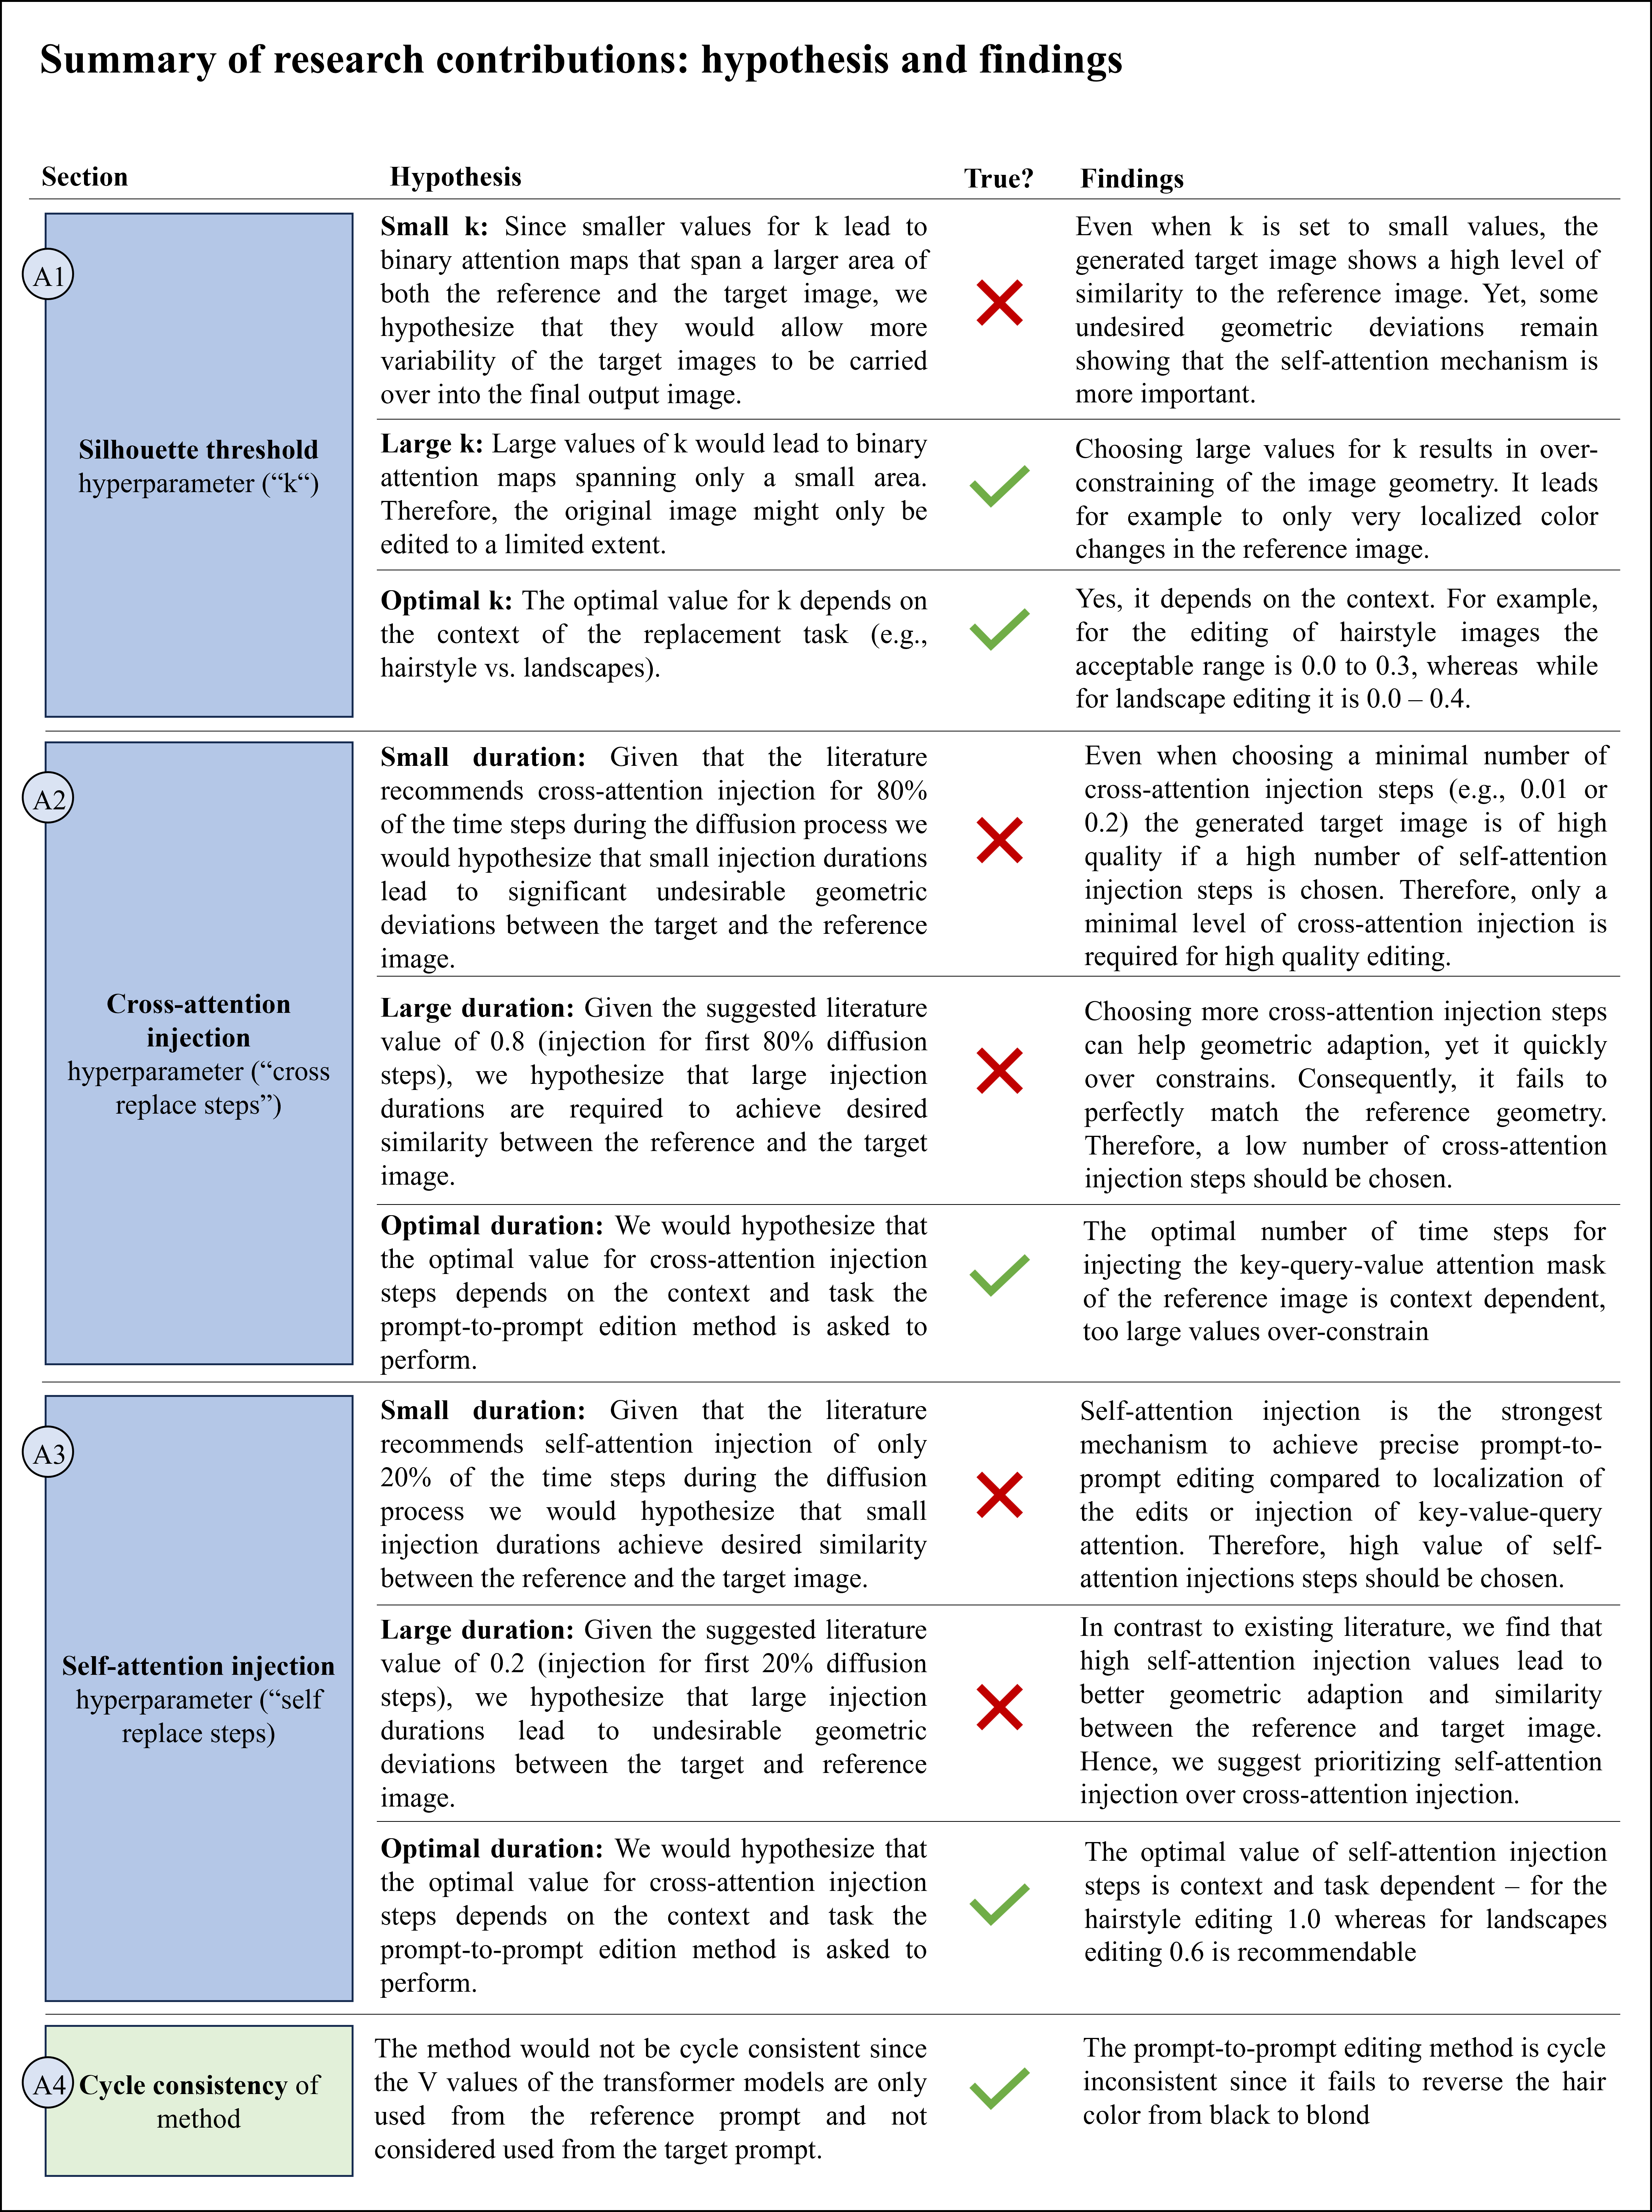 Summary of research contributions: hypothesis and findings
Section
Hypothesis
True?
Findings
A1
Silhouette threshold
hyperparameter (“k“)
Small k: Since smaller values for k lead to
binary attention maps that span a larger area of
both the reference and the target image, we
hypothesize that they would allow more
variability of the target images to be carried
over into the final output image.
Even when k is set to small values, the
generated target image shows a high level of
similarity to the reference image. Yet, some
undesired geometric deviations remain
showing that the self-attention mechanism is
more important.
Large k: Large values of k would lead to binary
attention maps spanning only a small area.
Therefore, the original image might only be
edited to a limited extent.
Choosing large values for k results in over-
constraining of the image geometry. It leads
for example to only very localized color
changes in the reference image.
Optimal k: The optimal value for k depends on
the context of the replacement task (e.g.,
hairstyle vs. landscapes).
Yes, it depends on the context. For example,
for the editing of hairstyle images the
acceptable range is 0.0 to 0.3, whereas while
for landscape editing it is 0.0 – 0.4.
A2
Cross-attention
injection
hyperparameter (“cross
replace steps”)
Small duration: Given that the literature
recommends cross-attention injection for 80%
of the time steps during the diffusion process we
would hypothesize that small injection durations
lead to significant undesirable geometric
deviations between the target and the reference
image.
Even when choosing a minimal number of
cross-attention injection steps (e.g., 0.01 or
0.2) the generated target image is of high
quality if a high number of self-attention
injection steps is chosen. Therefore, only a
minimal level of cross-attention injection is
required for high quality editing.
Large duration: Given the suggested literature
value of 0.8 (injection for first 80% diffusion
steps), we hypothesize that large injection
durations are required to achieve desired
similarity between the reference and the target
image.
Choosing more cross-attention injection steps
can help geometric adaption, yet it quickly
over constrains. Consequently, it fails to
perfectly match the reference geometry.
Therefore, a low number of cross-attention
injection steps should be chosen.
Optimal duration: We would hypothesize that
the optimal value for cross-attention injection
steps depends on the context and task the
prompt-to-prompt edition method is asked to
perform.
The optimal number of time steps for
injecting the key-query-value attention mask
of the reference image is context dependent,
too large values over-constrain
A3
Self-attention injection
hyperparameter (“self
replace steps)
Small duration: Given that the literature
recommends self-attention injection of only
20% of the time steps during the diffusion
process we would hypothesize that small
injection durations achieve desired similarity
between the reference and the target image.
Self-attention injection is the strongest
mechanism to achieve precise prompt-to-
prompt editing compared to localization of
the edits or injection of key-value-query
attention. Therefore, high value of self-
attention injections steps should be chosen.
Large duration: Given the suggested literature
value of 0.2 (injection for first 20% diffusion
steps), we hypothesize that large injection
durations lead to undesirable geometric
deviations between the target and reference
image.
In contrast to existing literature, we find that
high self-attention injection values lead to
better geometric adaption and similarity
between the reference and target image.
Hence, we suggest prioritizing self-attention
injection over cross-attention injection.
Optimal duration: We would hypothesize that
the optimal value for cross-attention injection
steps depends on the context and task the
prompt-to-prompt edition method is asked to
perform.
The optimal value of self-attention injection
steps is context and task dependent – for the
hairstyle editing 1.0 whereas for landscapes
editing 0.6 is recommendable
A4
Cycle consistency of
method
The method would not be cycle consistent since
the V values of the transformer models are only
used from the reference prompt and not
considered used from the target prompt.
The prompt-to-prompt editing method is cycle
inconsistent since it fails to reverse the hair
color from black to blond